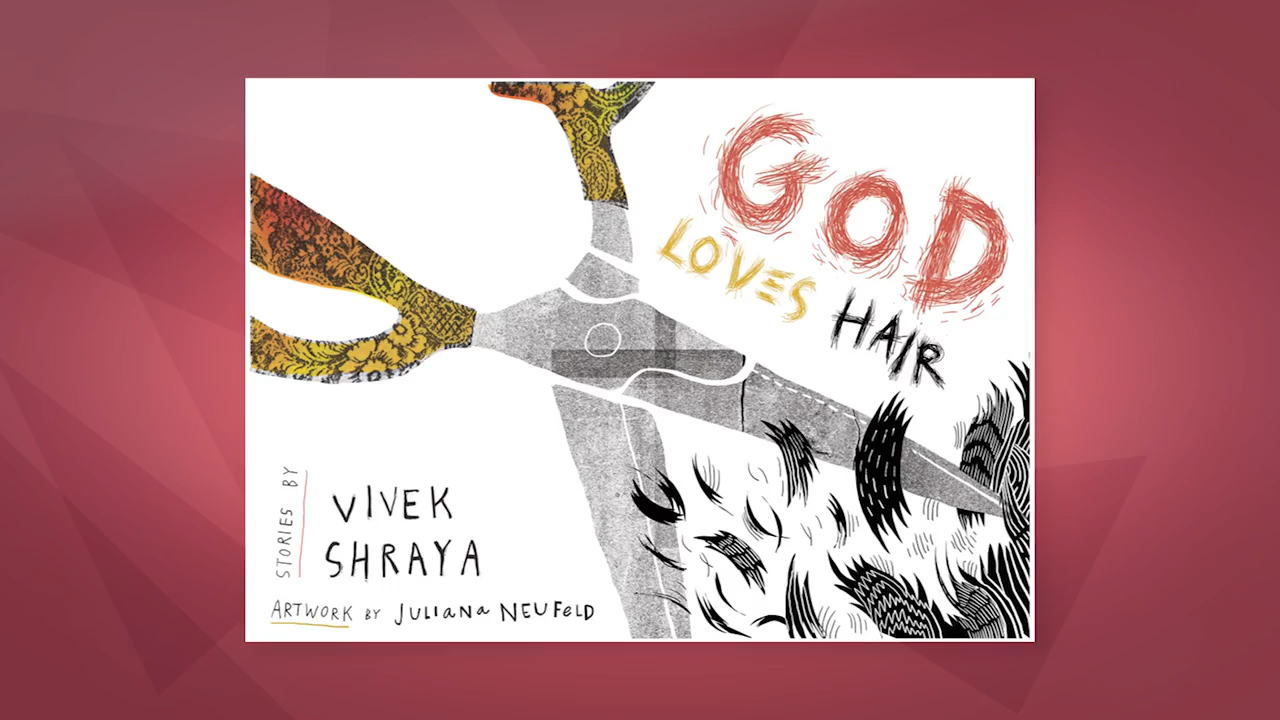 GOD
LOVES
HAIR
STORIES BY
VIVEK
SHRAYA
ARTWORK BY JULIANA NEUFELD